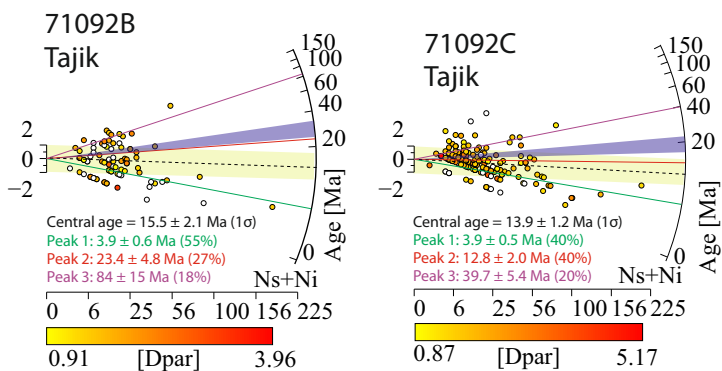 71092B
Tajik
150
100
80
60
20
0
Age [Ma]
2
0
−2
Central age = 15.5 ± 2.1 Ma (1σ)
Peak 1: 3.9 ± 0.6 Ma (55%)
Peak 2: 23.4 ± 4.8 Ma (27%)
Peak 3: 84 ± 15 Ma (18%)
Ns+Ni
0 6 25 56 100 156 225
0.91 [Dpar] 3.96
71092C
Tajik
150
100
80
60
40
20
0
Age [Ma]
2
0
−2
Central age = 13.9 ± 1.2 Ma (1σ)
Peak 1: 3.9 ± 0.5 Ma (40%)
Peak 2: 12.8 ± 2.0 Ma (40%)
Peak 3: 39.7 ± 5.4 Ma (20%)
Ns+Ni
0 6 25 56 100 156 225
0.87 [Dpar] 5.17